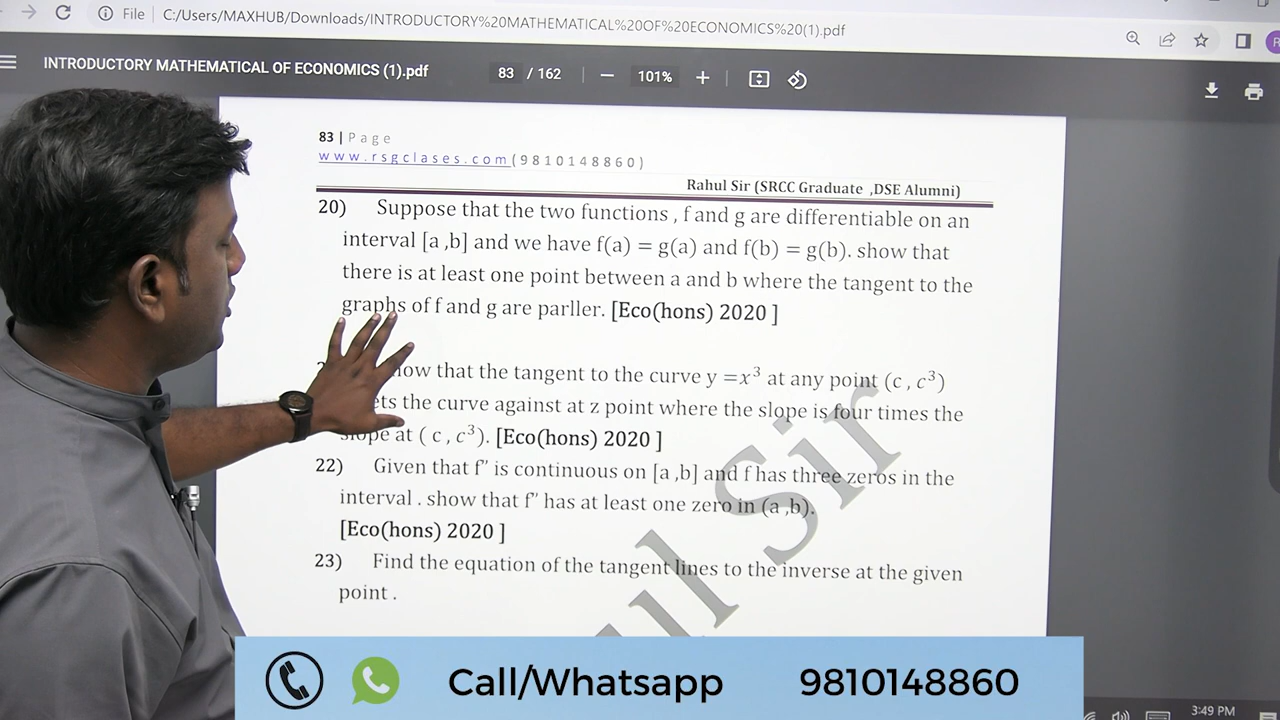 File | C:/Users/MAXHUB/Downloads/INTRODUCTORY%20MATHEMATICAL%20OF%20ECONOMICS%20(1).pdf
INTRODUCTORY MATHEMATICAL OF ECONOMICS (1).pdf 83 / 162 101%
83 | Page
www.rsgclases.com(9810148860)
Rahul Sir (SRCC Graduate ,DSE Alumni)
20) Suppose that the two functions , f and g are differentiable on an
interval [a ,b] and we have f(a) = g(a) and f(b) = g(b). show that
there is at least one point between a and b where the tangent to the
graphs of f and g are parller. [Eco(hons) 2020 ]
that the tangent to the curve y =x³ at any point (c , c³)
the curve against at z point where the slope is four times the
slope at ( c , c³). [Eco(hons) 2020 ]
22) Given that f" is continuous on [a ,b] and f has three zeros in the
interval . show that f" has at least one zero in (a ,b).
[Eco(hons) 2020 ]
23) Find the equation of the tangent lines to the inverse at the given
point .
ul Sir
Call/Whatsapp 9810148860
3:49 PM